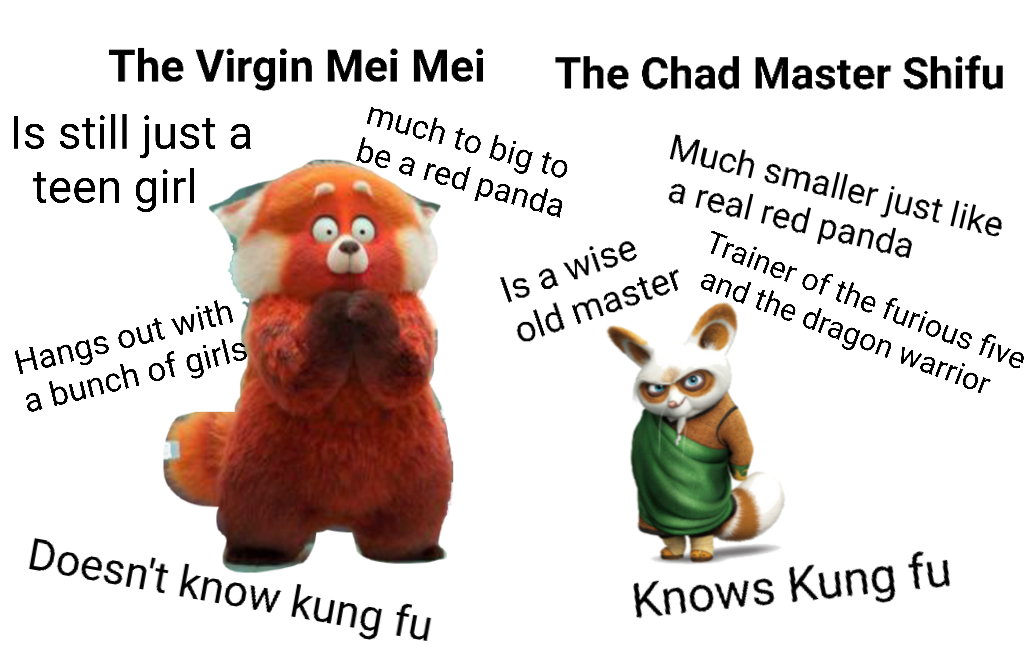 The Virgin Mei Mei
The Chad Master Shifu
Is still just a
teen girl
much to big to
be a red panda
Much smaller just like
a real red panda
Is a wise
old master
Trainer of the furious five
and the dragon warrior
Hangs out with
a bunch of girls
Doesn't know kung fu
Knows Kung fu